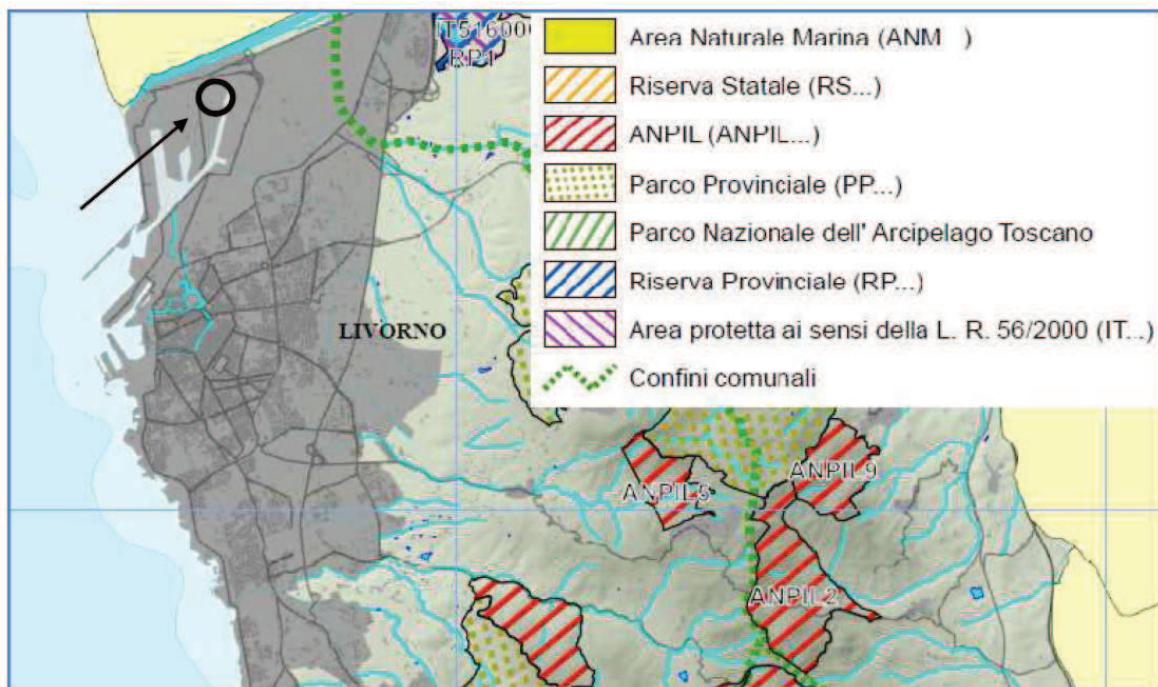 IT51600
RP1
Area Naturale Marina (ANM )
Riserva Statale (RS...)
ANPIL (ANPIL...)
Parco Provinciale (PP...)
Parco Nazionale dell' Arcipelago Toscano
Riserva Provinciale (RP...)
Area protetta ai sensi della L. R. 56/2000 (IT...)
Confini comunali
LIVORNO
ANPIL5
ANPIL9
ANPIL2